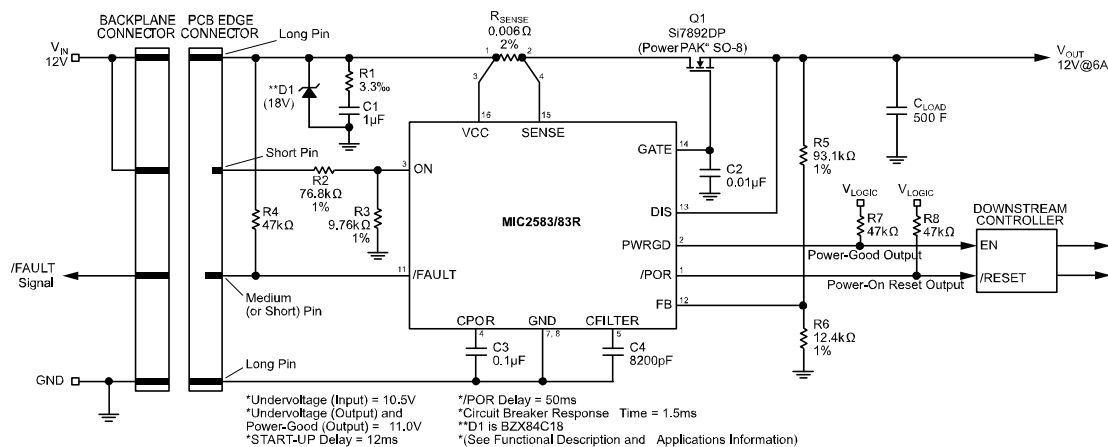 BACKPLANE
CONNECTOR
PCB EDGE
CONNECTOR
Long Pin
VIN
12V
RSENSE
0.006Ω
2%
1
2
3
4
Q1
Si7892DP
(PowerPAK® SO-8)
VOUT
12V@6A
**D1
(18V)
R1
3.3‰
C1
1µF
16
VCC
15
SENSE
CLOAD
500 F
Short Pin
R2
76.8kΩ
1%
3
ON
R3
9.76kΩ
1%
R4
47kΩ
MIC2583/83R
GATE
14
C2
0.01µF
R5
93.1kΩ
1%
DIS
13
VLOGIC
VLOGIC
R7
47kΩ
R8
47kΩ
DOWNSTREAM
CONTROLLER
PWRGD
2
Power-Good Output
EN
/FAULT
Signal
11
/FAULT
/POR
1
Power-On Reset Output
/RESET
Medium
(or Short) Pin
FB
12
CPOR
4
GND
7, 8
CFILTER
5
R6
12.4kΩ
1%
C3
0.1µF
C4
8200pF
Long Pin
GND
*Undervoltage (Input) = 10.5V
*Undervoltage (Output) and
Power-Good (Output) = 11.0V
*START-UP Delay = 12ms
*/POR Delay = 50ms
*Circuit Breaker Response Time = 1.5ms
**D1 is BZX84C18
*(See Functional Description and Applications Information)